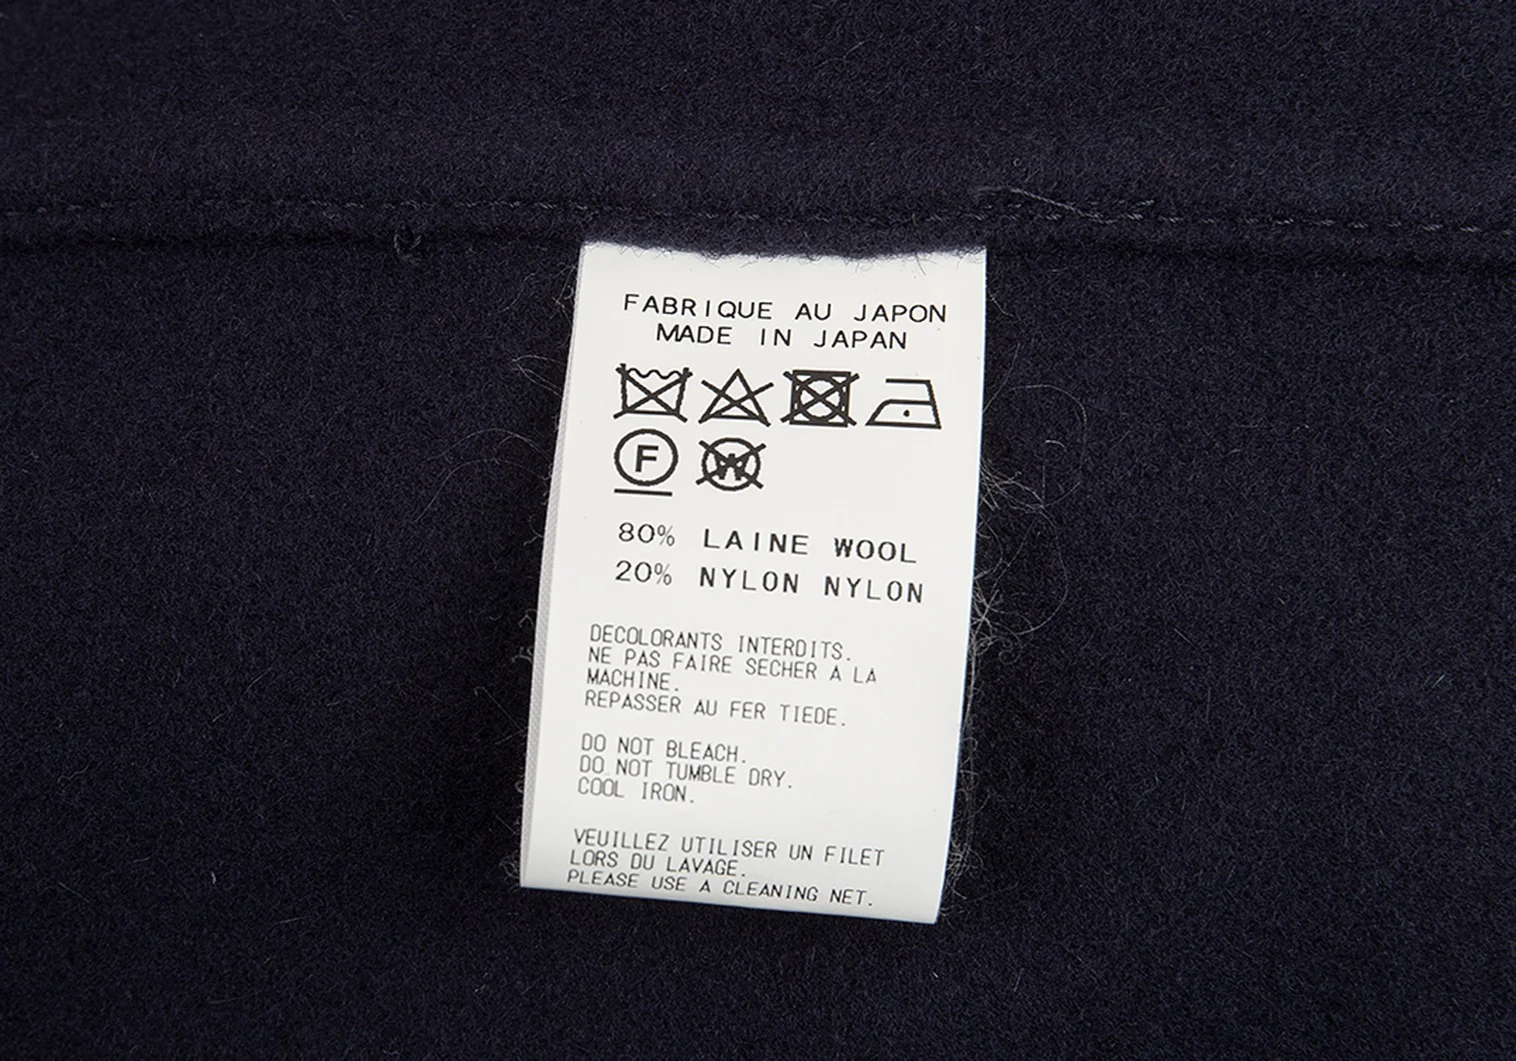 FABRIQUE AU JAPON
MADE IN JAPAN
F W
80% LAINE WOOL
20% NYLON NYLON
DECOLORANTS INTERDITS.
NE PAS FAIRE SECHER A LA
MACHINE.
REPASSER AU FER TIEDE.
DO NOT BLEACH.
DO NOT TUMBLE DRY.
COOL IRON.
VEUILLEZ UTILISER UN FILET
LORS DU LAVAGE.
PLEASE USE A CLEANING NET.